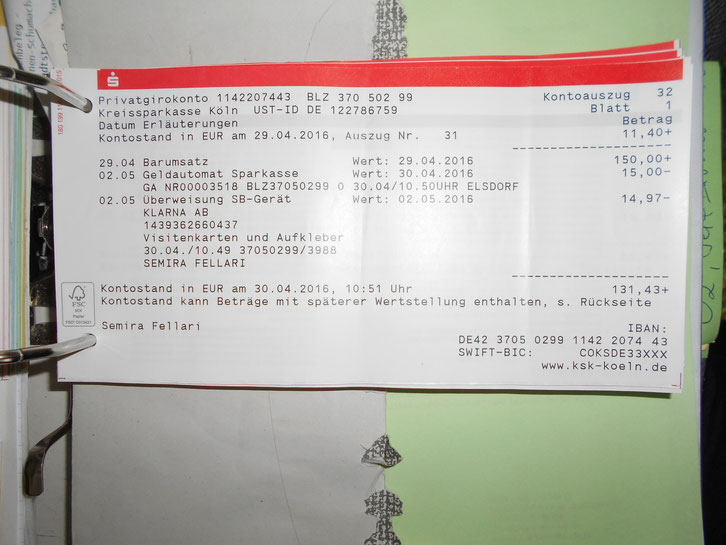 Privatgirokonto 1142207443 BLZ 370 502 99 Kontoauszug 32
Kreissparkasse Köln UST-ID DE 122786759 Blatt 1
Datum Erläuterungen Betrag
Kontostand in EUR am 29.04.2016, Auszug Nr. 31 11,40+
29.04 Barumsatz Wert: 29.04.2016 150,00+
02.05 Geldautomat Sparkasse Wert: 30.04.2016 15,00-
GA NR00003518 BLZ37050299 0 30.04/10.50UHR ELSDORF
02.05 Überweisung SB-Gerät Wert: 02.05.2016 14,97-
KLARNA AB
1439362660437
Visitenkarten und Aufkleber
30.04./10.49 37050299/3988
SEMIRA FELLARI
Kontostand in EUR am 30.04.2016, 10:51 Uhr 131,43+
Kontostand kann Beträge mit späterer Wertstellung enthalten, s. Rückseite
Semira Fellari IBAN:
DE42 3705 0299 1142 2074 43
SWIFT-BIC: COKSDE33XXX
www.ksk-koeln.de
FSC
MIX
Papier